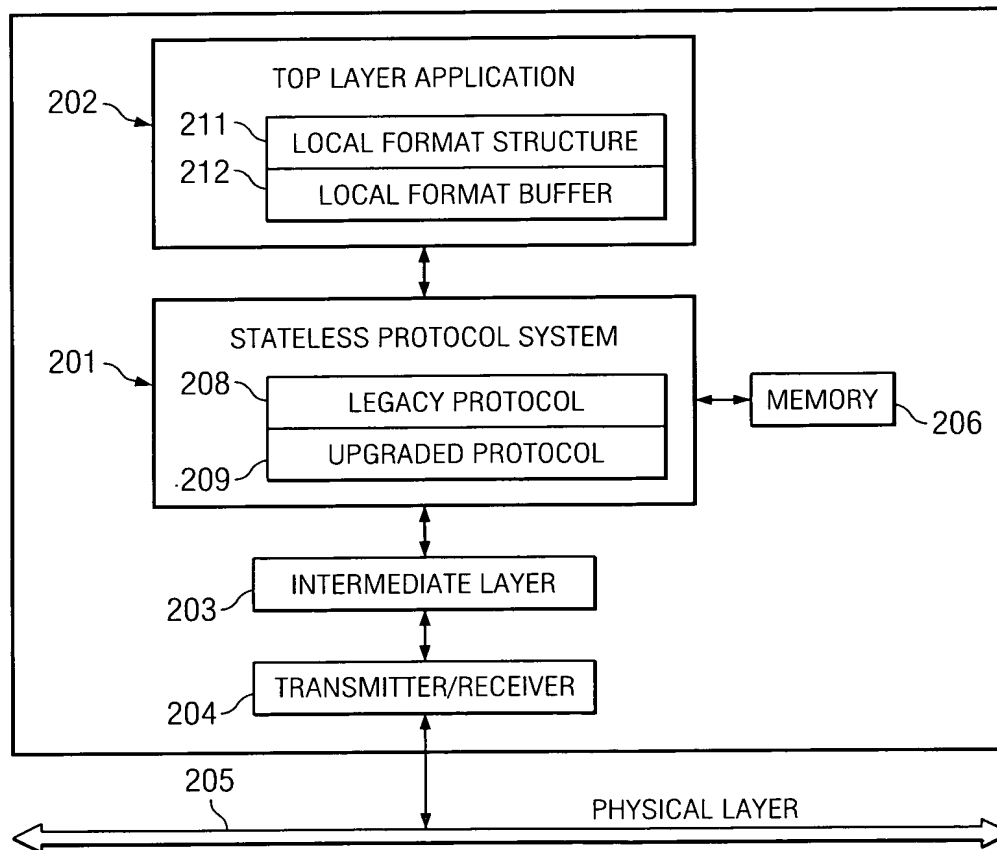 TOP LAYER APPLICATION
202
211
LOCAL FORMAT STRUCTURE
212
LOCAL FORMAT BUFFER
STATELESS PROTOCOL SYSTEM
201
208
LEGACY PROTOCOL
MEMORY
206
209
UPGRADED PROTOCOL
INTERMEDIATE LAYER
203
TRANSMITTER/RECEIVER
204
205
PHYSICAL LAYER